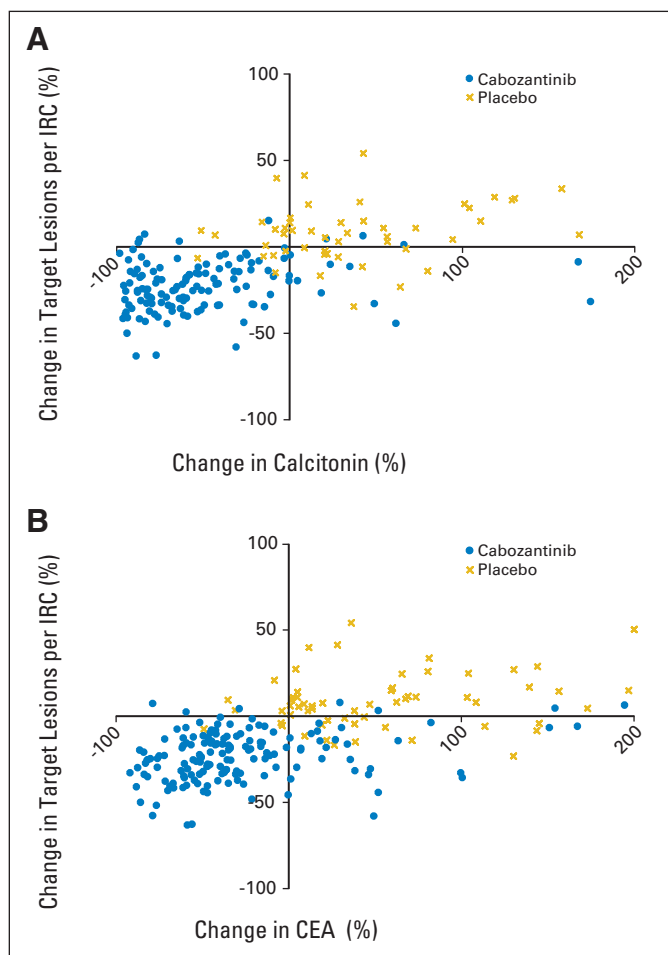 A
Change in Target Lesions per IRC (%)
100
Cabozantinib
Placebo
50
-100
100
200
-50
-100
Change in Calcitonin (%)
B
Change in Target Lesions per IRC (%)
100
Cabozantinib
Placebo
50
-100
100
200
-50
-100
Change in CEA (%)